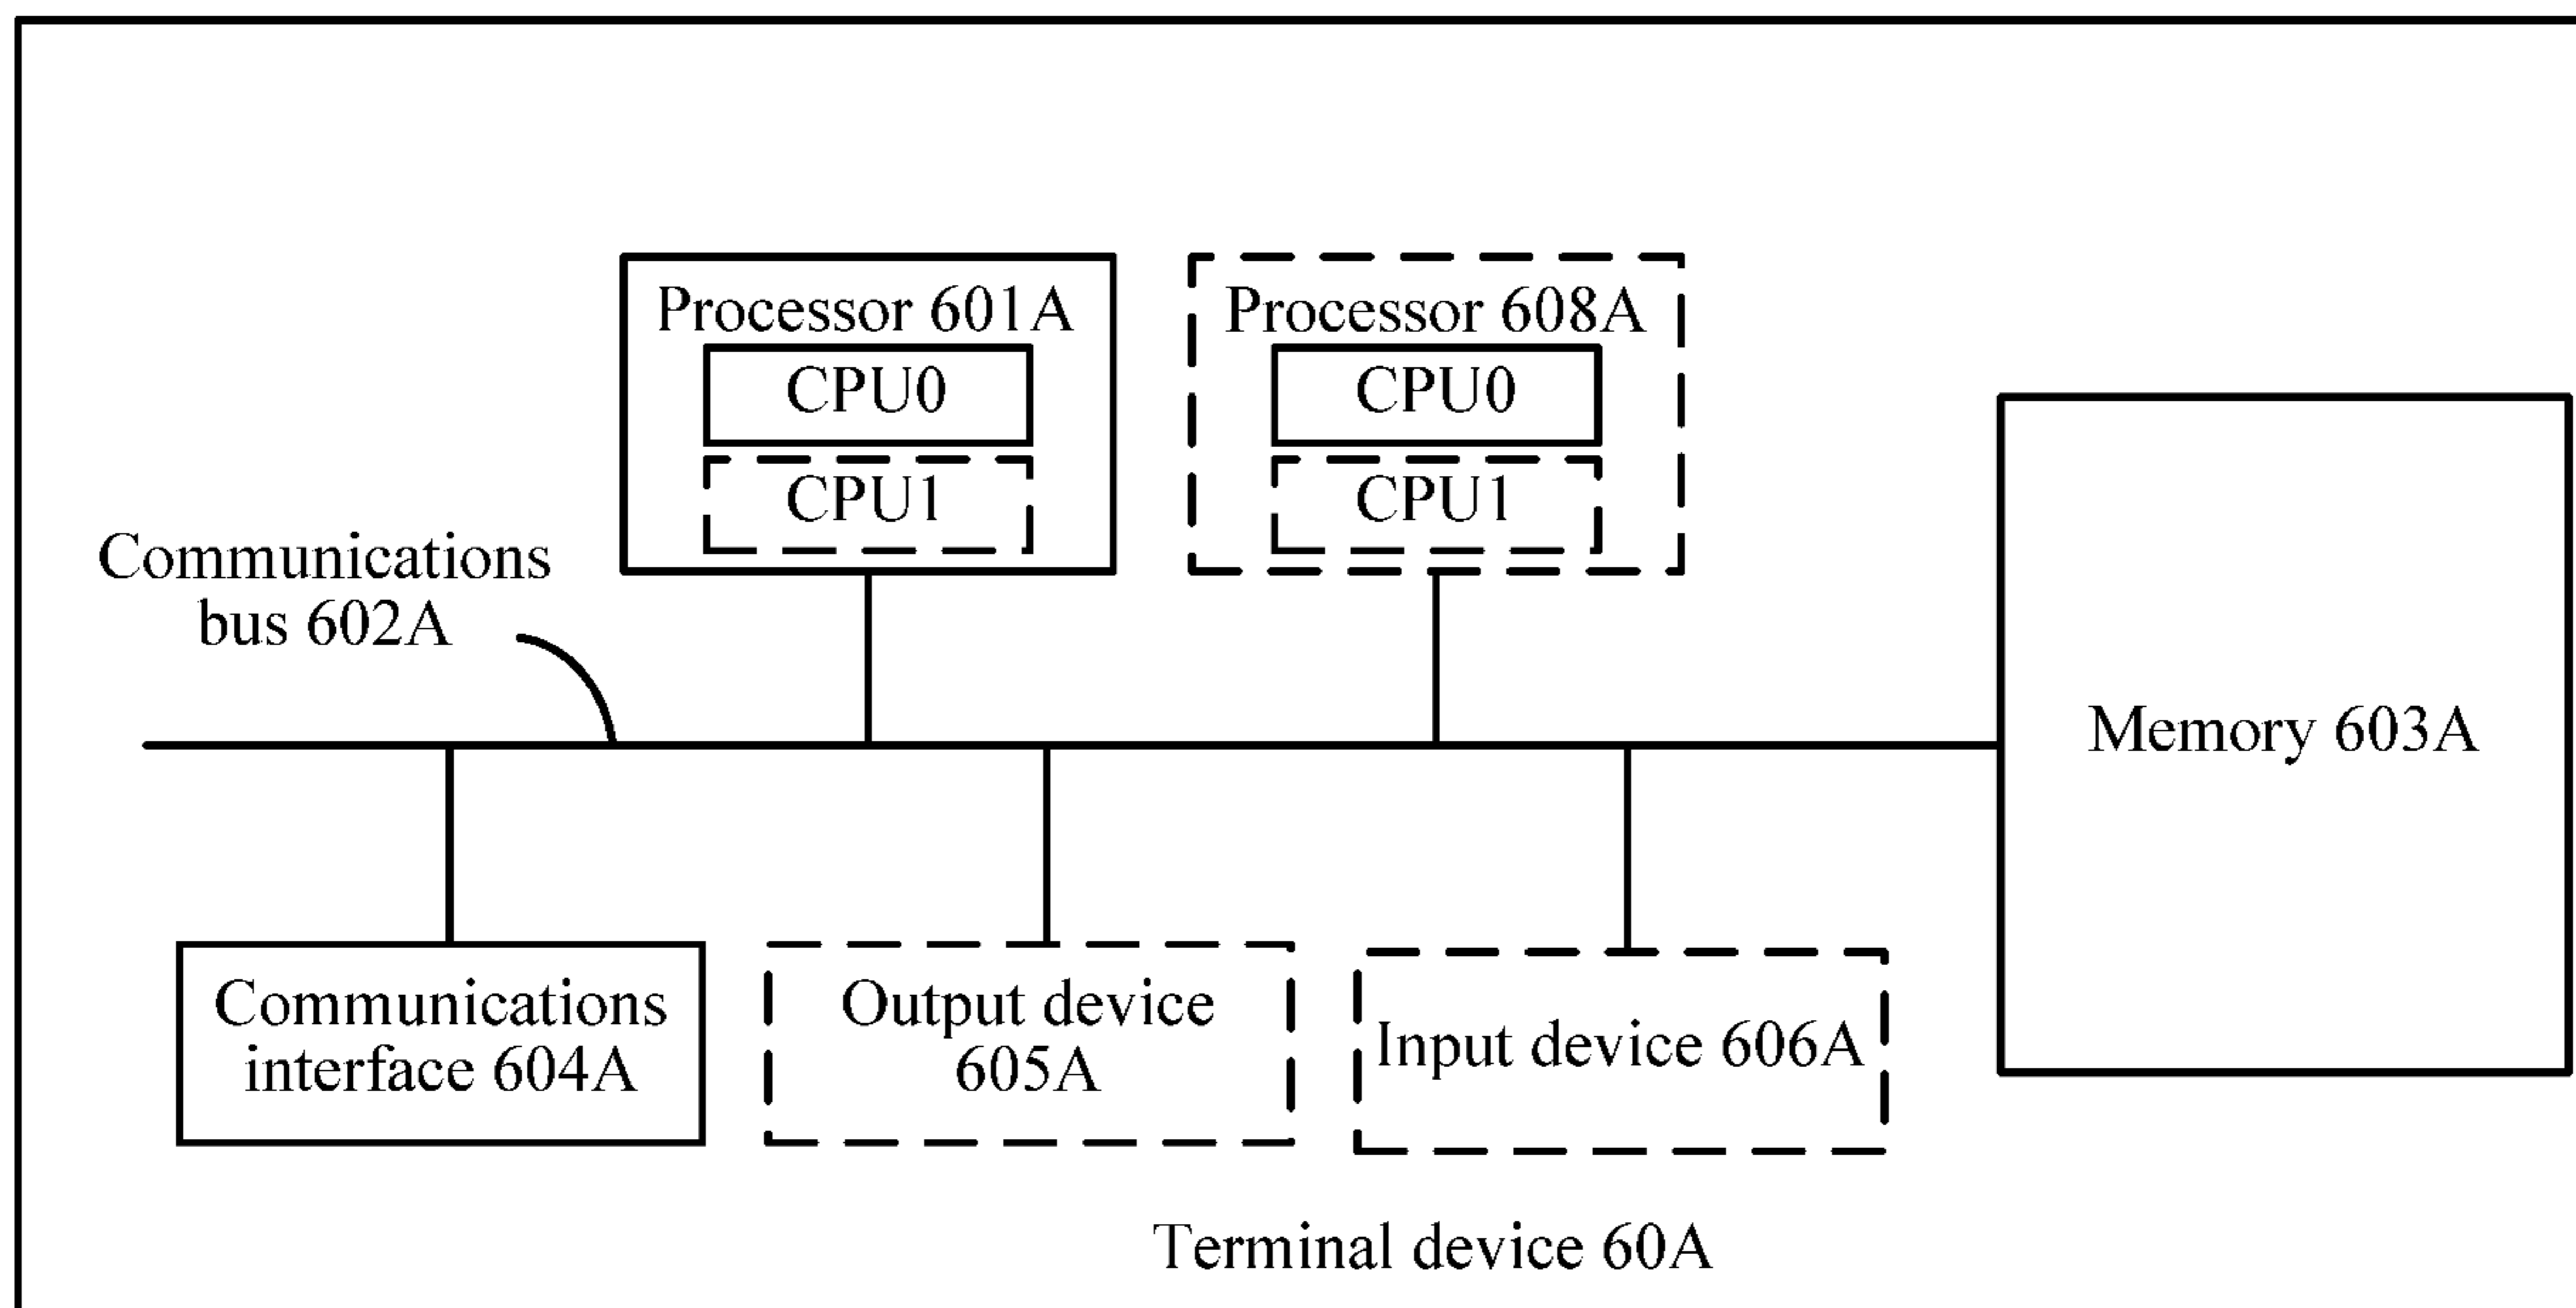 Processor 601A
CPU0
CPU1
Processor 608A
CPU0
CPU1
Communications
bus 602A
Memory 603A
Communications
interface 604A
Output device
605A
Input device 606A
Terminal device 60A